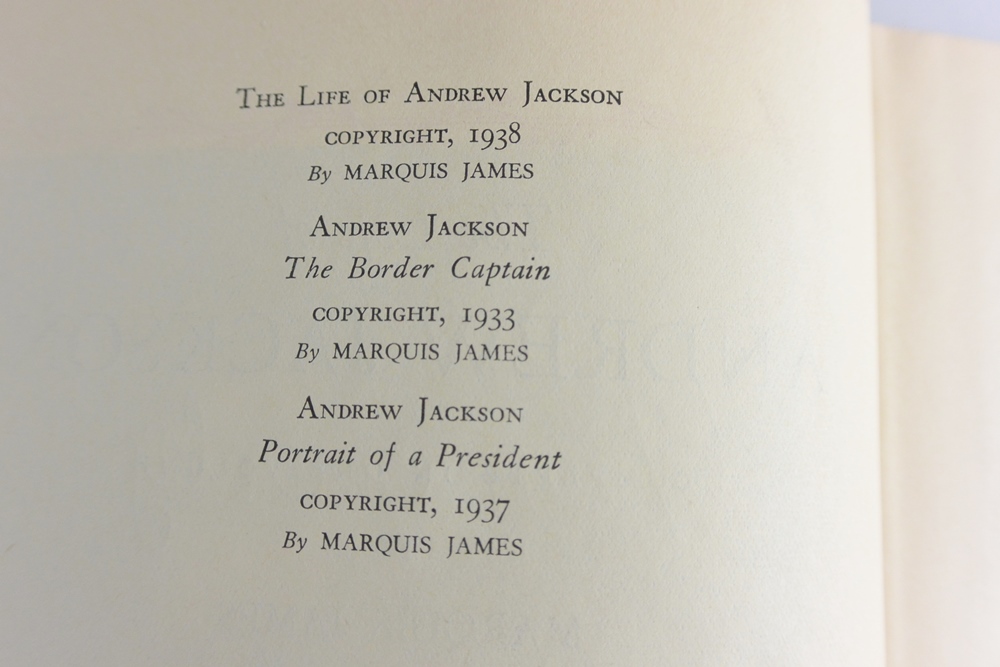 The Life of Andrew Jackson
COPYRIGHT, 1938
By MARQUIS JAMES
Andrew Jackson
The Border Captain
COPYRIGHT, 1933
By MARQUIS JAMES
Andrew Jackson
Portrait of a President
COPYRIGHT, 1937
By MARQUIS JAMES